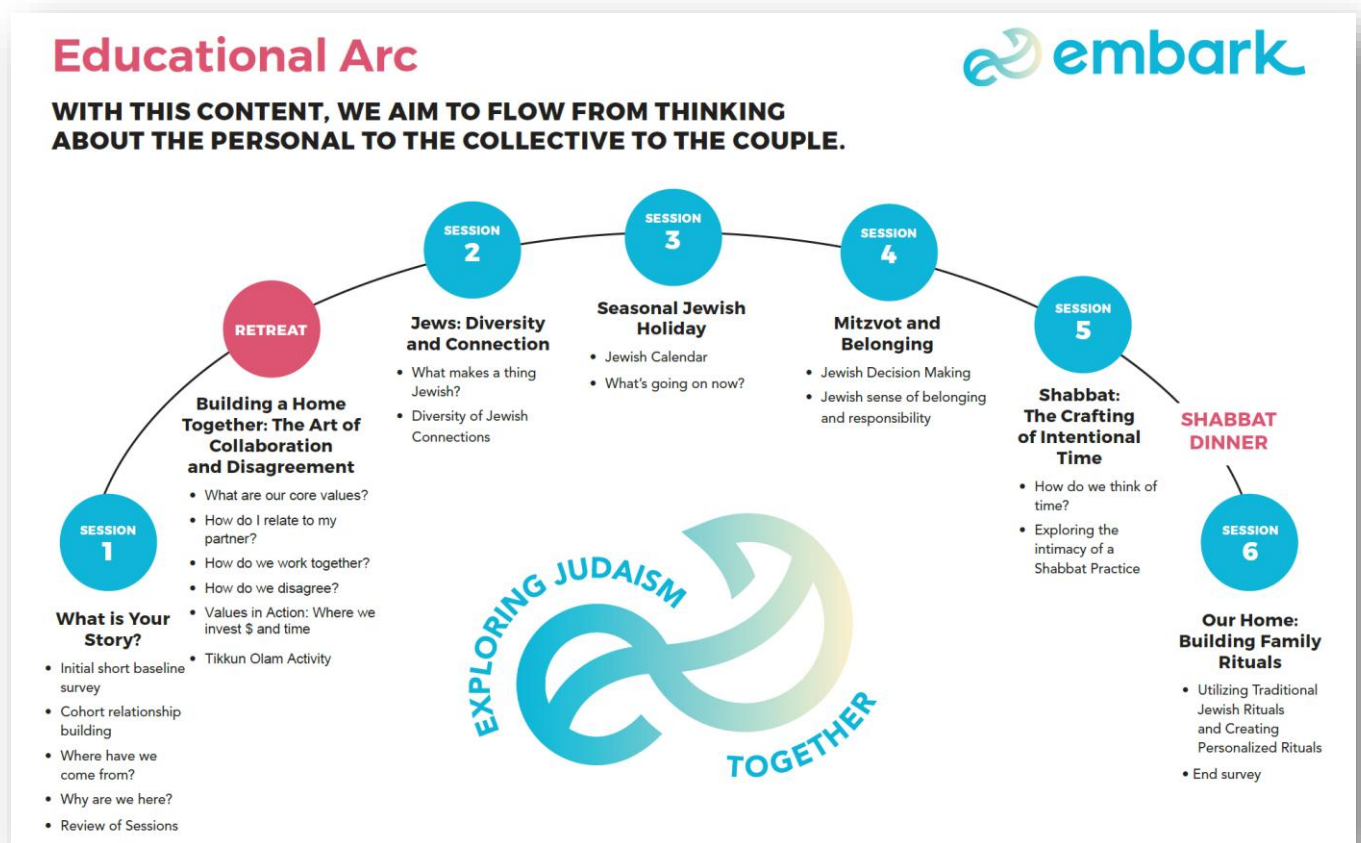 Educational Arc
embark
WITH THIS CONTENT, WE AIM TO FLOW FROM THINKING
ABOUT THE PERSONAL TO THE COLLECTIVE TO THE COUPLE.
SESSION
1
What is Your
Story?
• Initial short baseline
survey
• Cohort relationship
building
• Where have we
come from?
• Why are we here?
• Review of Sessions
RETREAT
Building a Home
Together: The Art of
Collaboration
and Disagreement
• What are our core values?
• How do I relate to my
partner?
• How do we work together?
• How do we disagree?
• Values in Action: Where we
invest $ and time
• Tikkun Olam Activity
SESSION
2
Jews: Diversity
and Connection
• What makes a thing
Jewish?
• Diversity of Jewish
Connections
SESSION
3
Seasonal Jewish
Holiday
• Jewish Calendar
• What's going on now?
SESSION
4
Mitzvot and
Belonging
• Jewish Decision Making
• Jewish sense of belonging
and responsibility
SESSION
5
Shabbat:
The Crafting
of Intentional
Time
• How do we think of
time?
• Exploring the
intimacy of a
Shabbat Practice
SHABBAT
DINNER
SESSION
6
Our Home:
Building Family
Rituals
• Utilizing Traditional
Jewish Rituals
and Creating
Personalized Rituals
• End survey
EXPLORING JUDAISM
TOGETHER